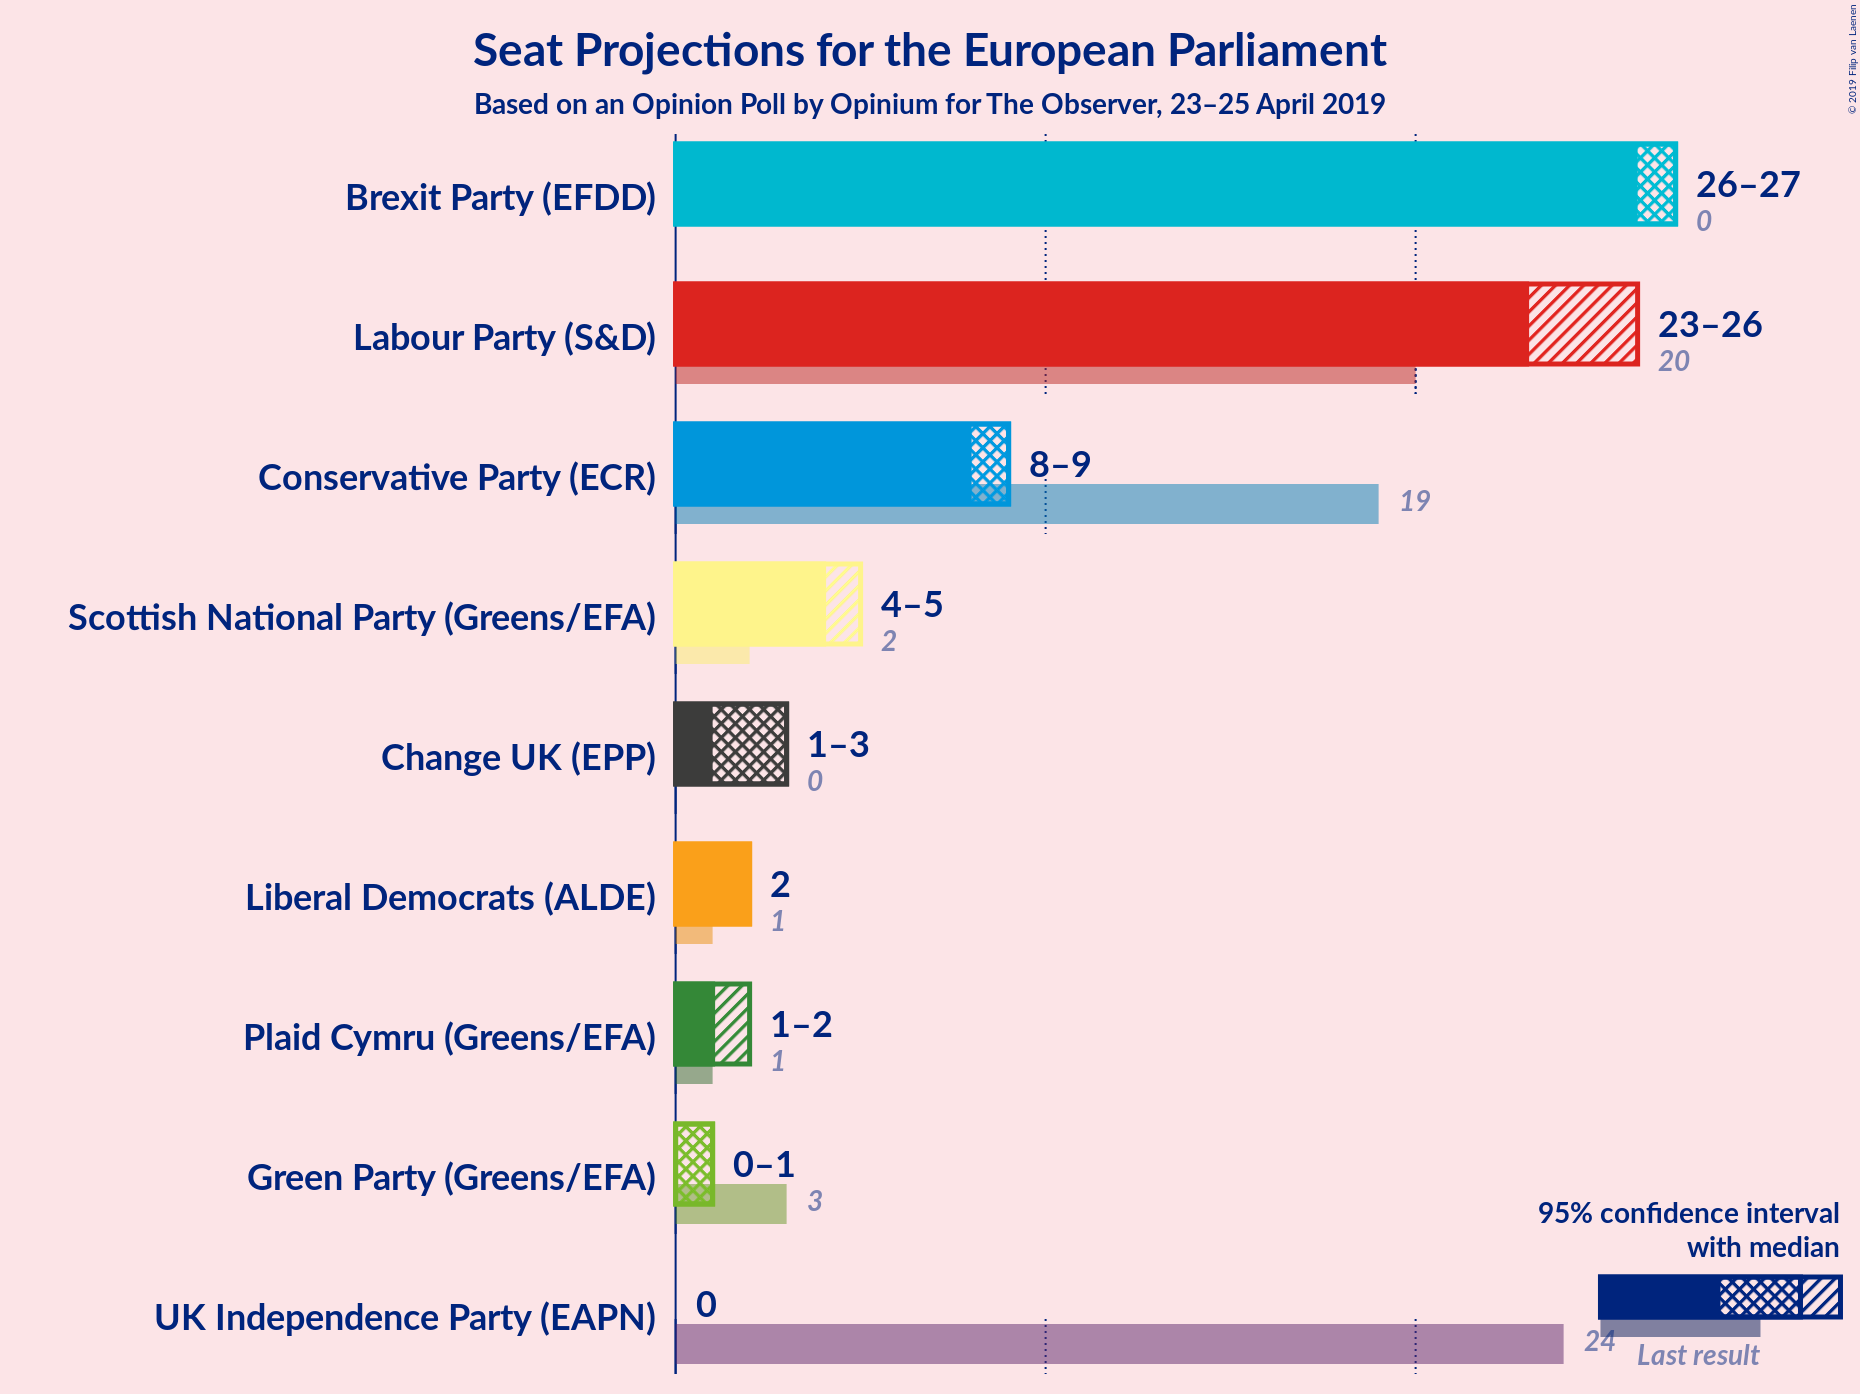 Seat Projections for the European Parliament
Based on an Opinion Poll by Opinium for The Observer, 23–25 April 2019
© 2019 Filip van Laenen
Brexit Party (EFDD)
26–27
0
Labour Party (S&D)
23–26
20
Conservative Party (ECR)
8–9
19
Scottish National Party (Greens/EFA)
4–5
2
Change UK (EPP)
1–3
0
Liberal Democrats (ALDE)
2
1
Plaid Cymru (Greens/EFA)
1–2
1
Green Party (Greens/EFA)
0–1
3
UK Independence Party (EAPN)
0
24
95% confidence interval
with median
Last result